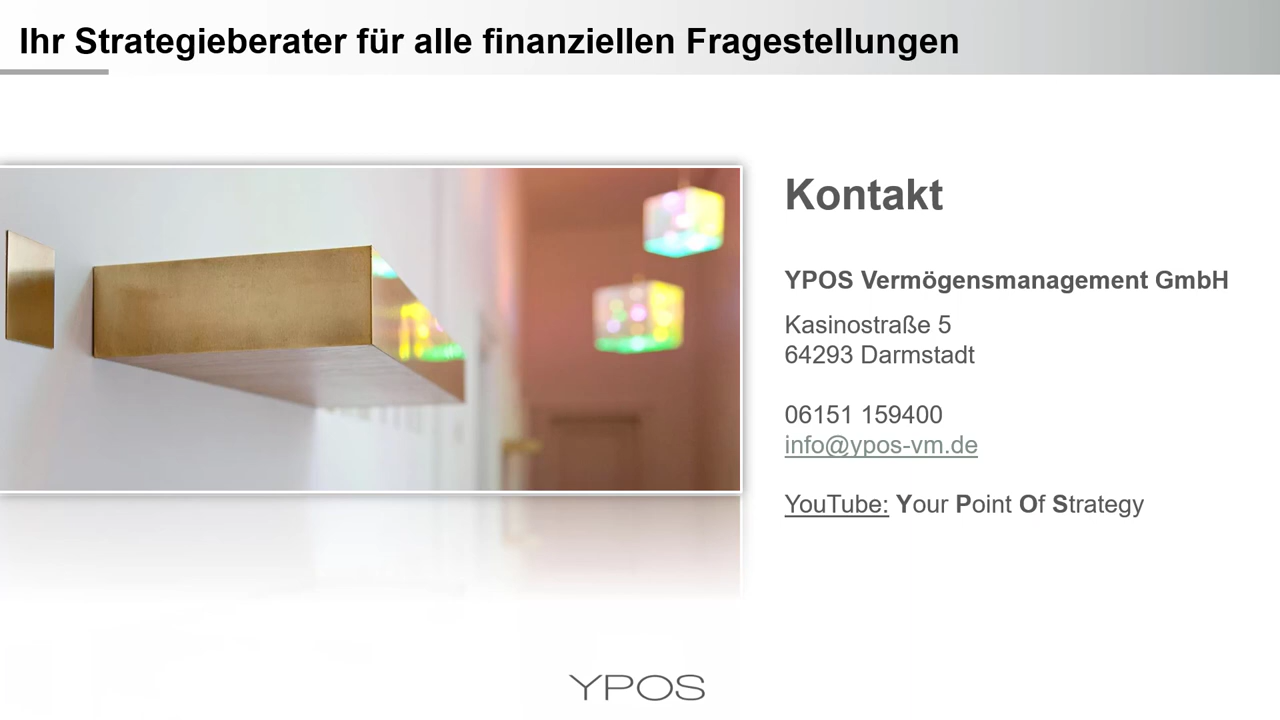 Ihr Strategieberater für alle finanziellen Fragestellungen
Kontakt
YPOS Vermögensmanagement GmbH
Kasinostraße 5
64293 Darmstadt
06151 159400
info@ypos-vm.de
YouTube: Your Point Of Strategy
YPOS